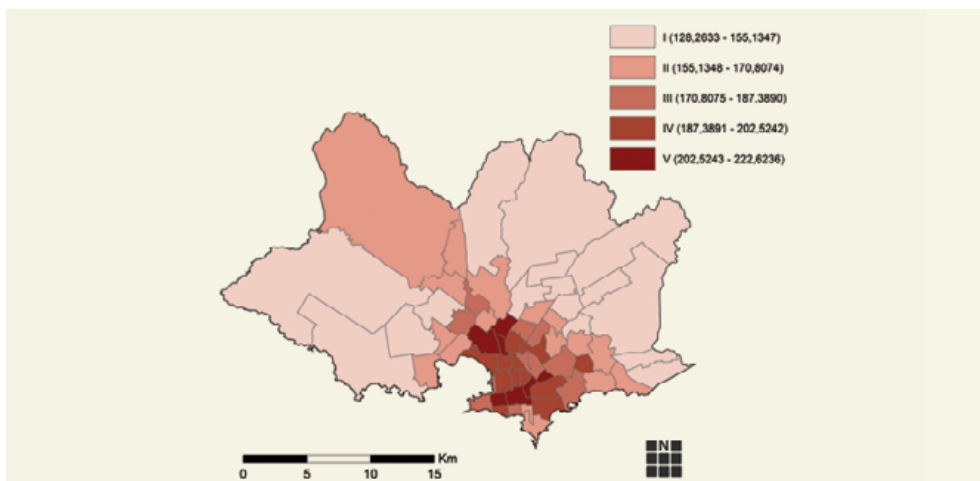 I (128,2633 - 155,1347)
II (155,1348 - 170,8074)
III (170,8075 - 187,3890)
IV (187,3891 - 202,5242)
V (202,5243 - 222,6236)
Km
0 5 10 15
N